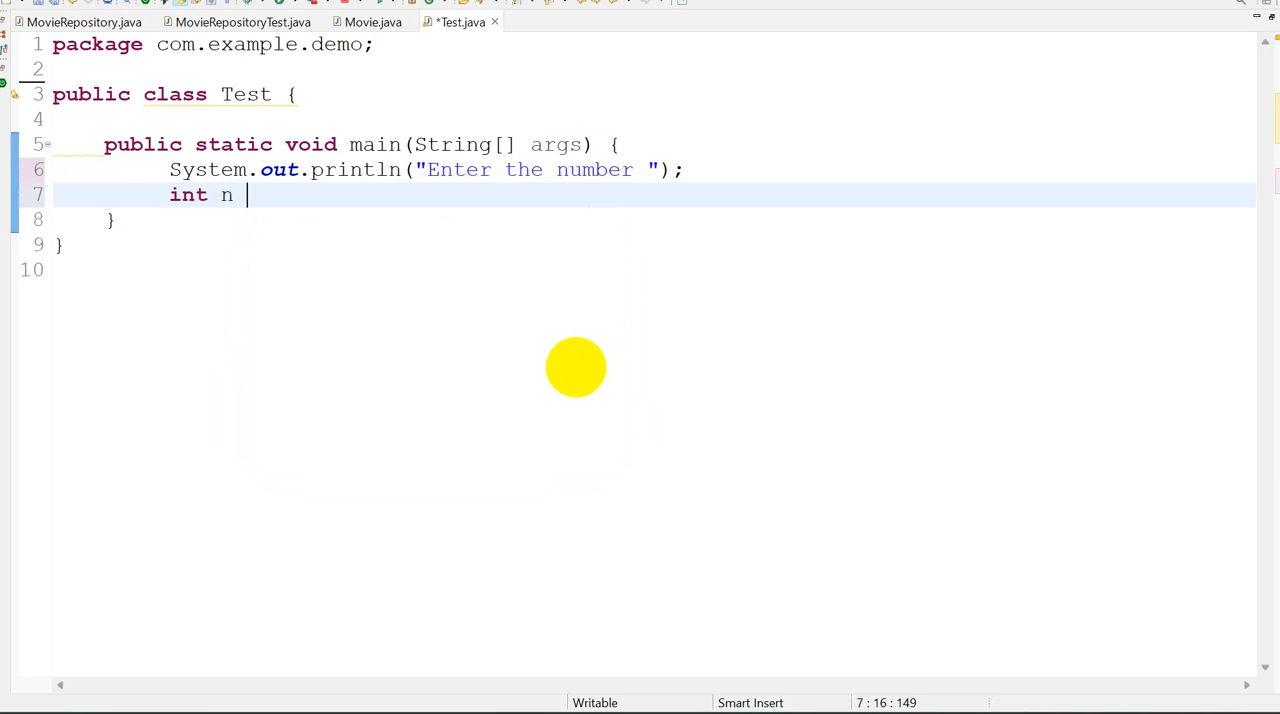 MovieRepository.java MovieRepositoryTest.java Movie.java *Test.java
1 package com.example.demo;
2
3 public class Test {
4
5 public static void main(String[] args) {
6 System.out.println("Enter the number ");
7 int n
8 }
9 }
10
Writable Smart Insert 7 : 16 : 149